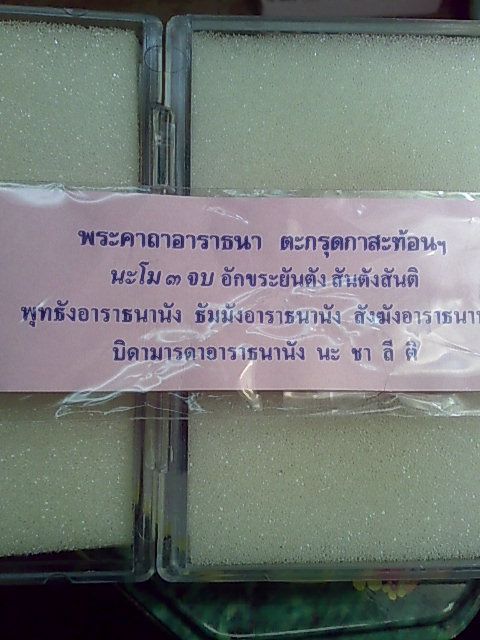 พระคาถาอาราธนา ตะกรุดกาสะท้อนฯ
นะโม ๓ จบ อักขระยันตัง สันตังสันติ
พุทธังอาราธนานัง ธัมมังอาราธนานัง สังฆังอาราธนา
บิดามารดาอาราธนานัง นะ ชา ลี ติ